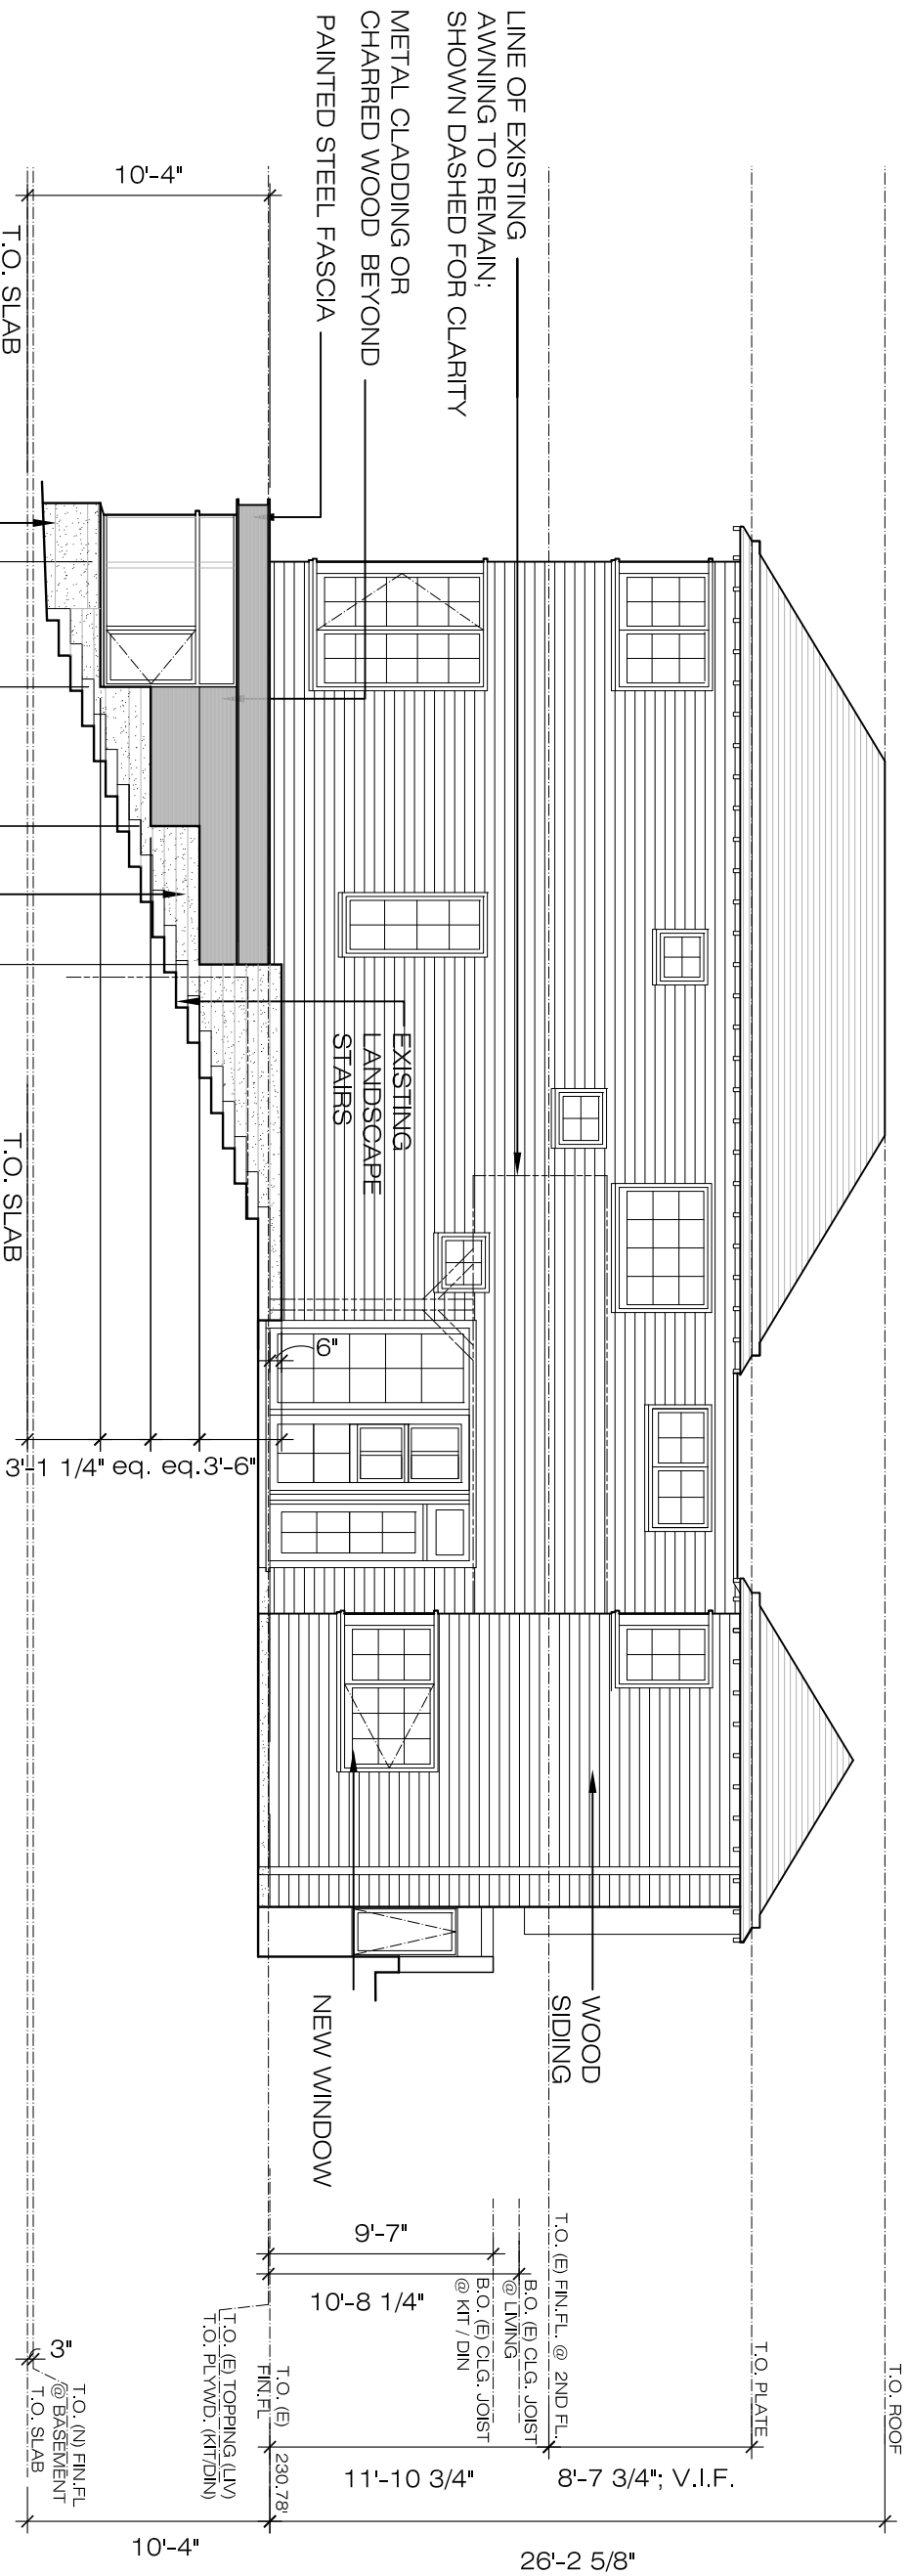 LINE OF EXISTING
AWNING TO REMAIN;
SHOWN DASHED FOR CLARITY
METAL CLADDING OR
CHARRED WOOD BEYOND
PAINTED STEEL FASCIA
10'-4"
T.O. SLAB
EXISTING
LANDSCAPE
STAIRS
T.O. SLAB
6"
3'-1 1/4"
eq.
eq.
3'-6"
WOOD
SIDING
NEW WINDOW
T.O. ROOF
T.O. PLATE
T.O. (E) FIN.FL. @ 2ND FL.
B.O. (E) CLG. JOIST
@ LIVING
B.O. (E) CLG. JOIST
@ KIT / DIN
9'-7"
10'-8 1/4"
T.O. (E)
FIN.FL
230.78'
T.O. (E) TOPPING (LIV)
T.O. PLYWD. (KIT/DIN)
3"
T.O. (N) FIN.FL
@ BASEMENT
T.O. SLAB
8'-7 3/4"; V.I.F.
11'-10 3/4"
10'-4"
26'-2 5/8"